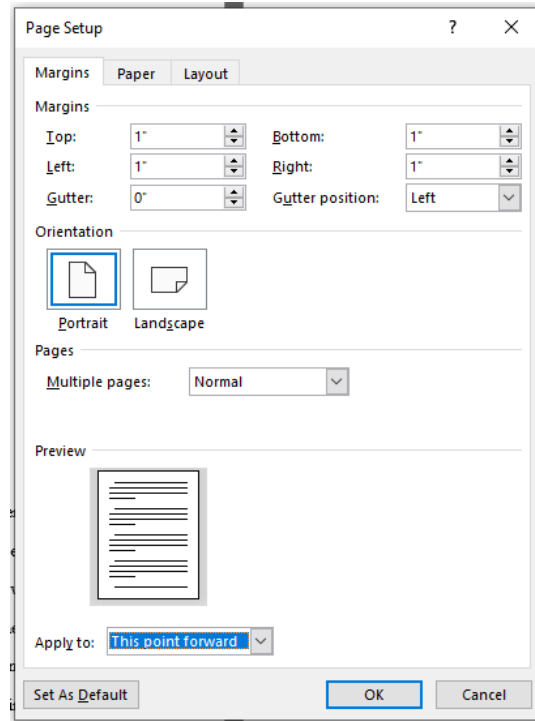 Page Setup ? ×
Margins Paper Layout
Margins
Top: 1" Bottom: 1"
Left: 1" Right: 1"
Gutter: 0" Gutter position: Left
Orientation
Portrait Landscape
Pages
Multiple pages: Normal
Preview
Apply to: This point forward
Set As Default OK Cancel